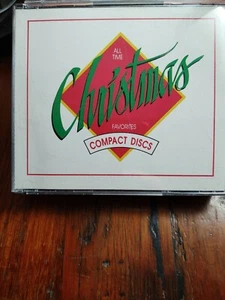 ALL
TIME
Christmas
FAVORITES
COMPACT DISCS